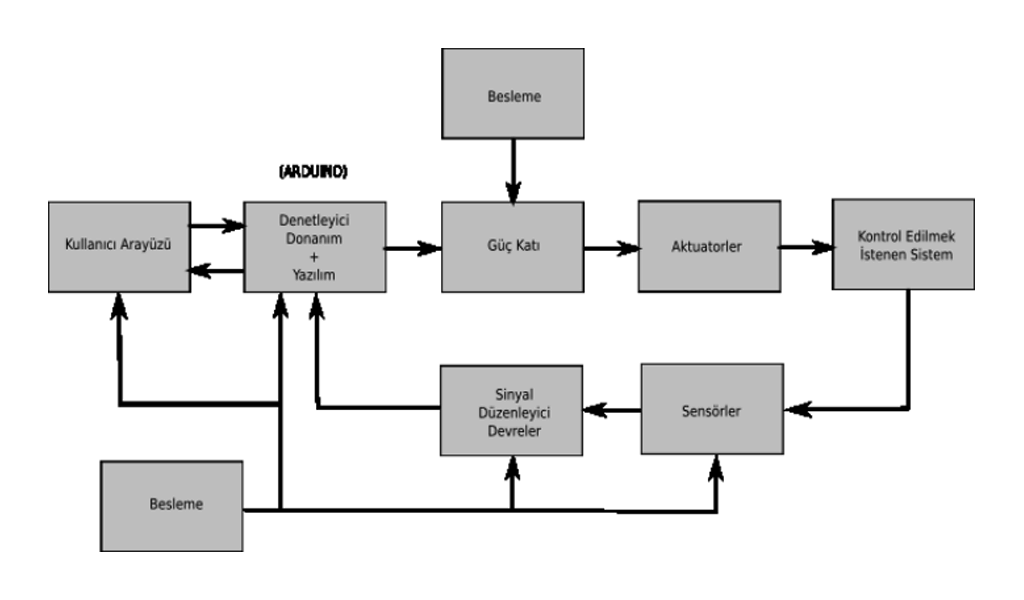 Besleme
(ARDUINO)
Kullanıcı Arayüzü
Denetleyici
Donanım
+
Yazılım
Güç Katı
Aktuatorler
Kontrol Edilmek
İstenen Sistem
Sinyal
Düzenleyici
Devreler
Sensörler
Besleme